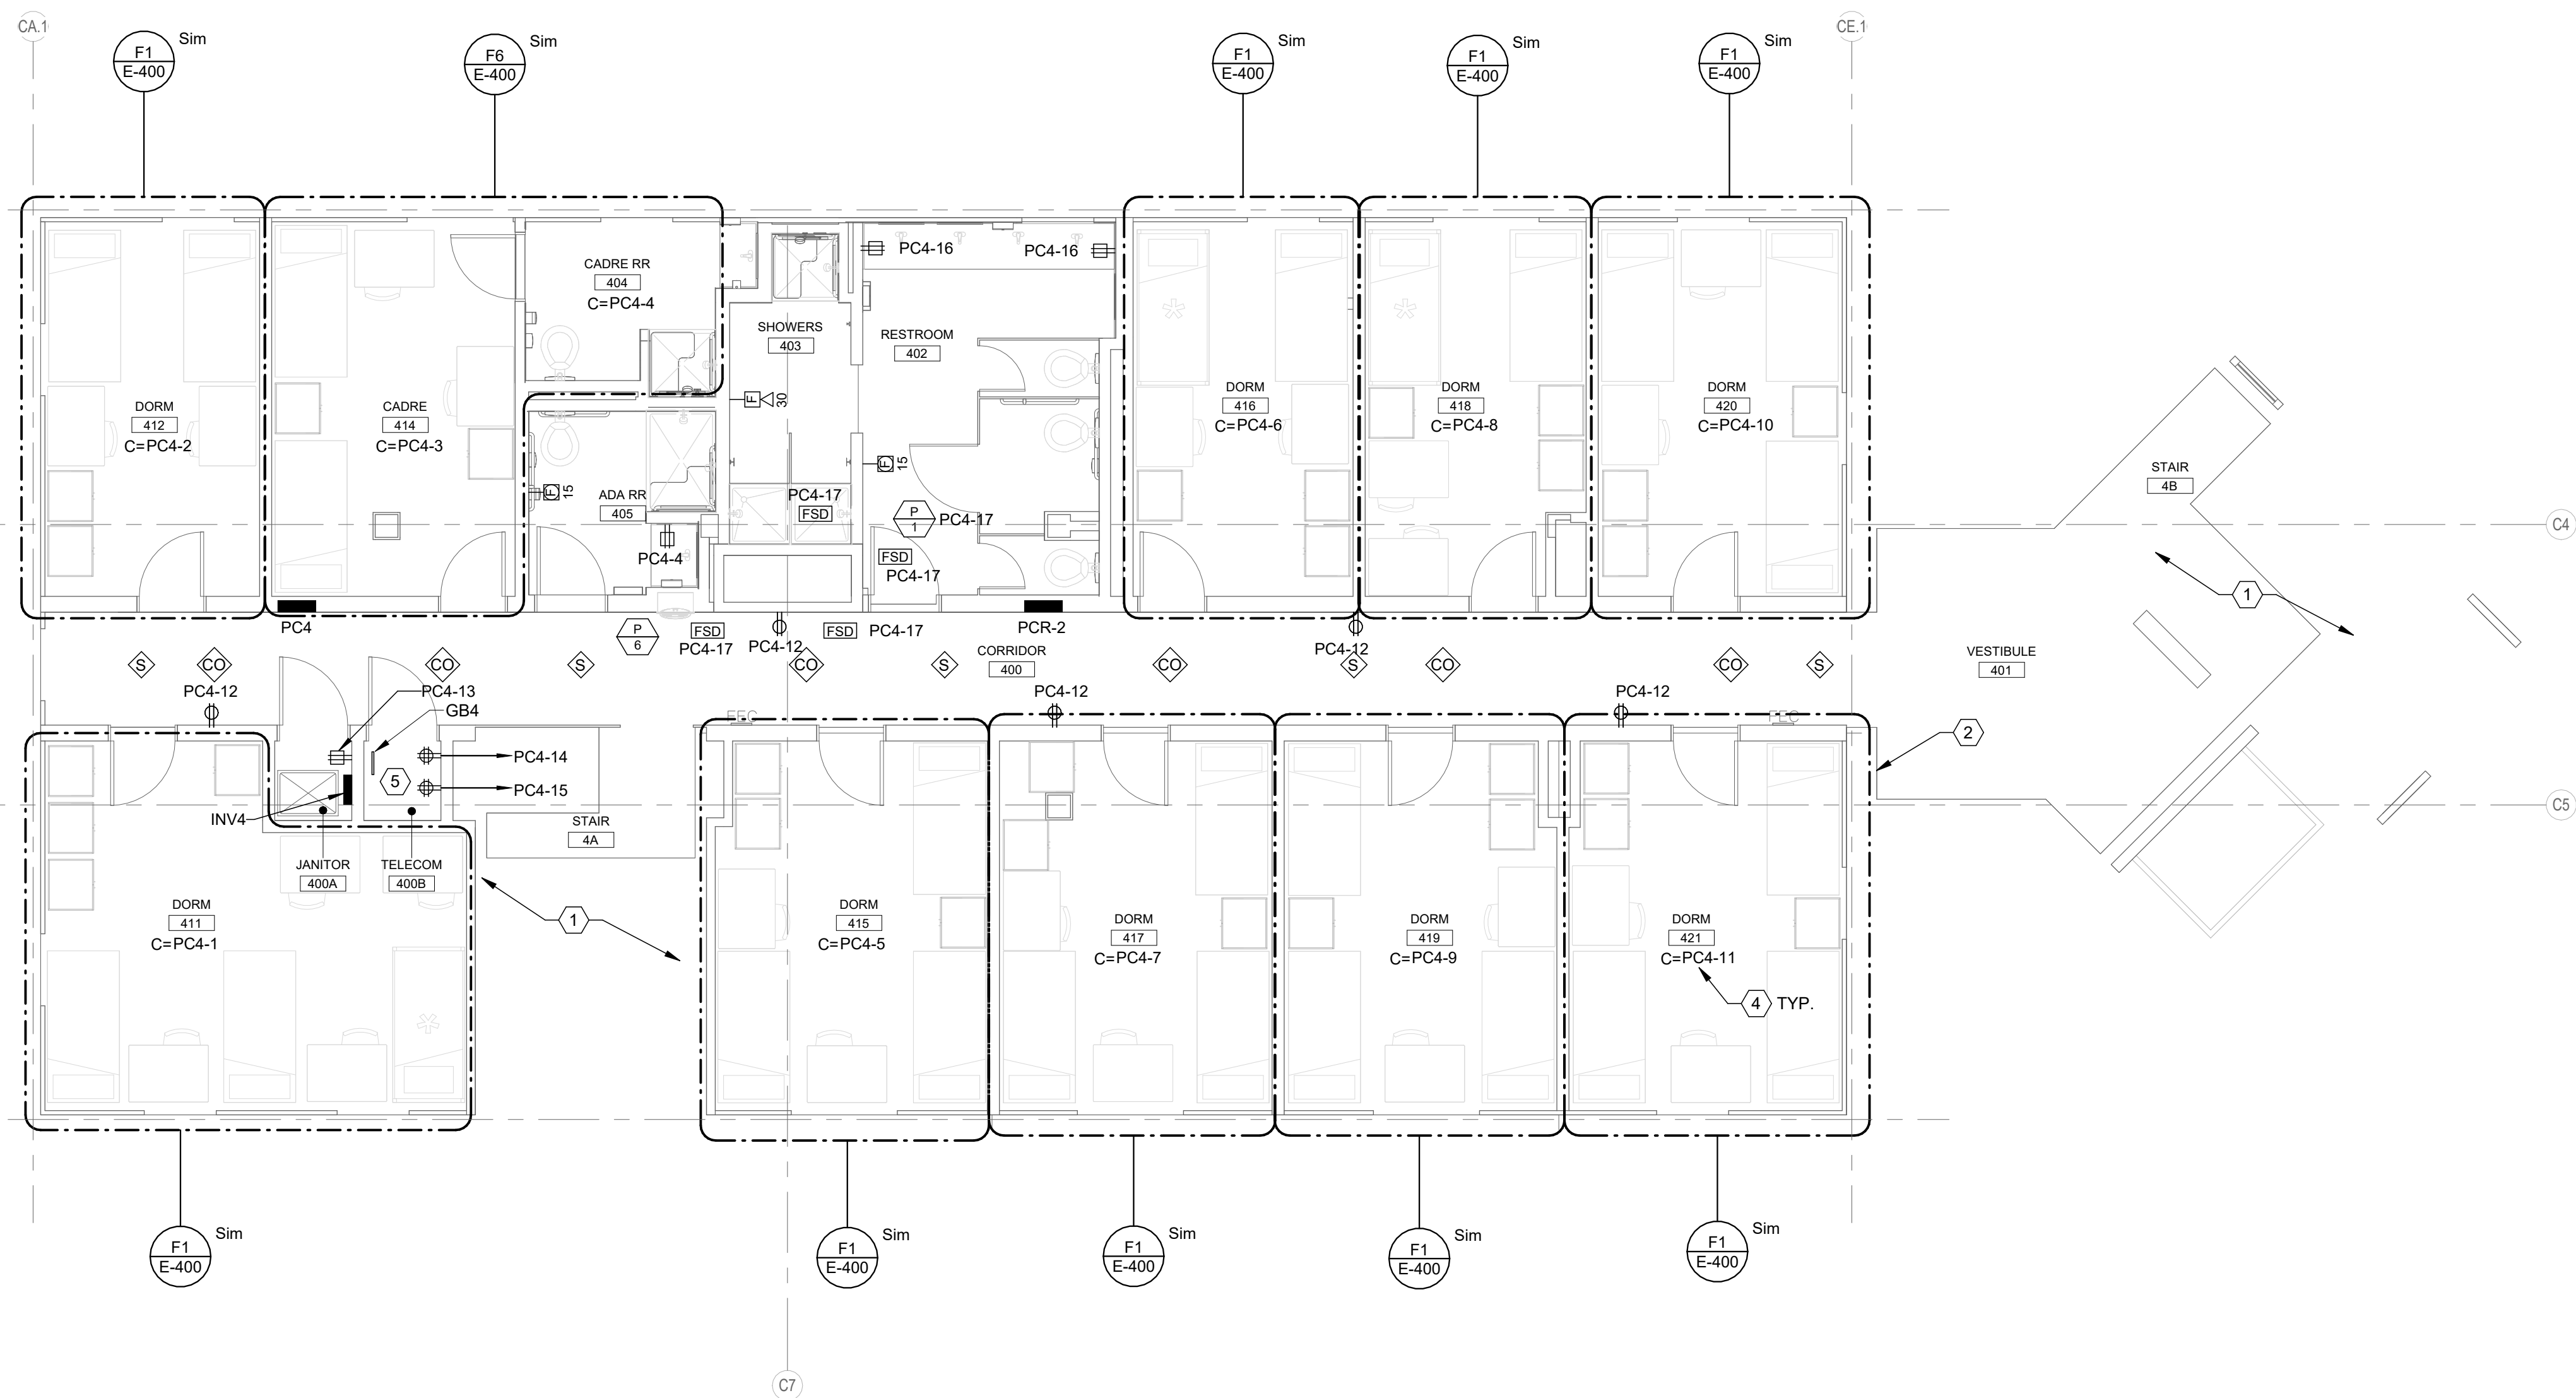 CA.1
F1
E-400
Sim
F6
E-400
Sim
F1
E-400
Sim
F1
E-400
Sim
F1
E-400
Sim
CE.1
PC4-16
PC4-16
CADRE RR
404
C=PC4-4
SHOWERS
403
RESTROOM
402
DORM
412
C=PC4-2
CADRE
414
C=PC4-3
F
30
DORM
416
C=PC4-6
DORM
418
C=PC4-8
DORM
420
C=PC4-10
STAIR
4B
F
15
F
15
ADA RR
405
PC4-17
FSD
P
1
PC4-17
C4
PC4-4
FSD
PC4-17
1
PC4
P
6
FSD
PC4-17
PC4-12
FSD
PC4-17
PCR-2
CORRIDOR
400
PC4-12
VESTIBULE
401
S
CO
CO
S
CO
S
CO
S
CO
CO
S
PC4-12
PC4-13
GB4
PC4-12
PC4-12
FEC
FEC
2
5
PC4-14
PC4-15
INV4
STAIR
4A
C5
JANITOR
400A
TELECOM
400B
1
DORM
411
C=PC4-1
DORM
415
C=PC4-5
DORM
417
C=PC4-7
DORM
419
C=PC4-9
DORM
421
C=PC4-11
4
TYP.
F1
E-400
Sim
F1
E-400
Sim
F1
E-400
Sim
F1
E-400
Sim
F1
E-400
Sim
C7